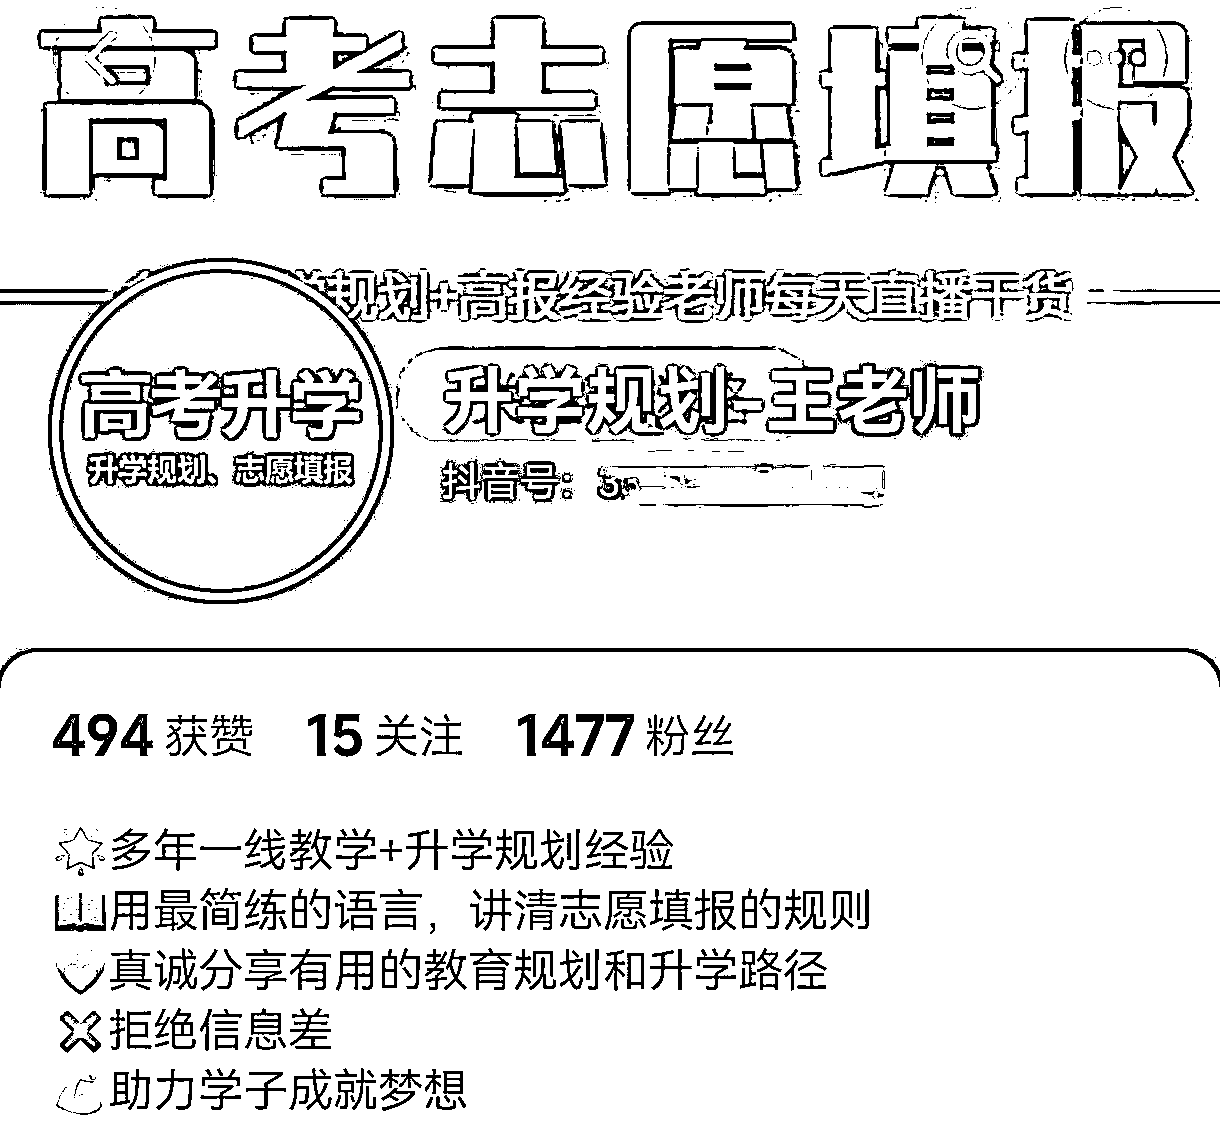 高考志愿填报
学规划+高报经验老师每天直播干货
高考升学
升学规划、志愿填报
升学规划-王老师
抖音号：
494 获赞 15 关注 1477 粉丝
多年一线教学+升学规划经验
用最简练的语言，讲清志愿填报的规则
真诚分享有用的教育规划和升学路径
拒绝信息差
助力学子成就梦想